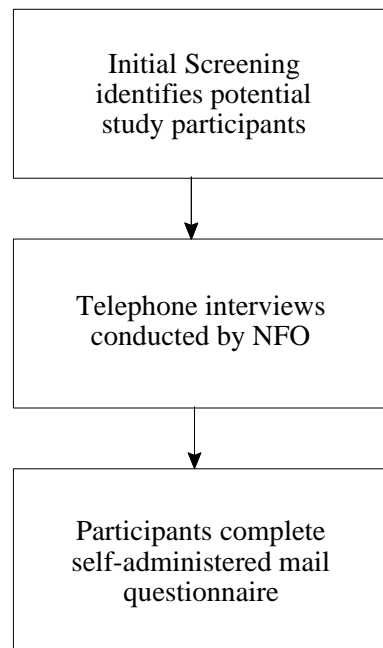 Initial Screening
identifies potential
study participants
Telephone interviews
conducted by NFO
Participants complete
self-administered mail
questionnaire